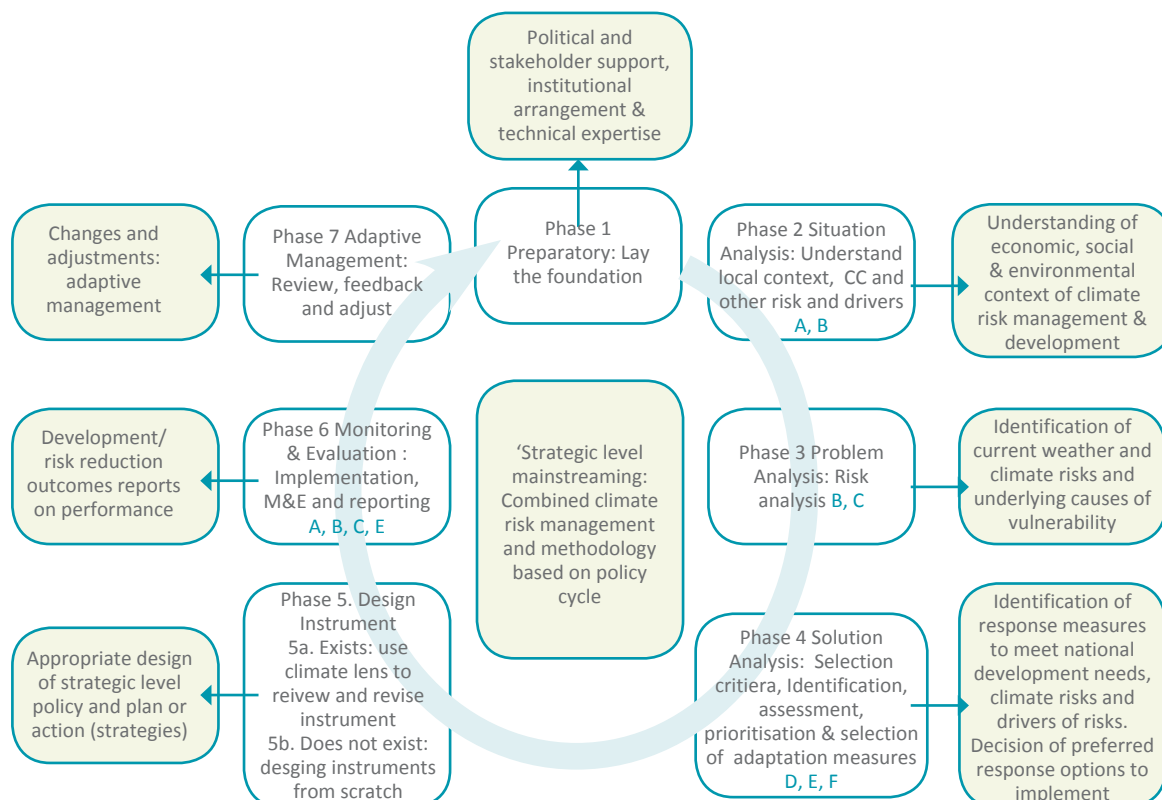 Political and
stakeholder support,
institutional
arrangement &
technical expertise
Phase 1
Preparatory: Lay
the foundation
Phase 2 Situation
Analysis: Understand
local context, CC and
other risk and drivers
A, B
Understanding of
economic, social
& environmental
context of climate
risk management &
development
Phase 3 Problem
Analysis: Risk
analysis B, C
Identification of
current weather and
climate risks and
underlying causes of
vulnerability
Phase 4 Solution
Analysis: Selection
critiera, Identification,
assessment,
prioritisation & selection
of adaptation measures
D, E, F
Identification of
response measures
to meet national
development needs,
climate risks and
drivers of risks.
Decision of preferred
response options to
implement
Phase 5. Design
Instrument
5a. Exists: use
climate lens to
reivew and revise
instrument
5b. Does not exist:
desging instruments
from scratch
Appropriate design
of strategic level
policy and plan or
action (strategies)
Phase 6 Monitoring
& Evaluation :
Implementation,
M&E and reporting
A, B, C, E
Development/
risk reduction
outcomes reports
on performance
Phase 7 Adaptive
Management:
Review, feedback
and adjust
Changes and
adjustments:
adaptive
management
‘Strategic level
mainstreaming:
Combined climate
risk management
and methodology
based on policy
cycle